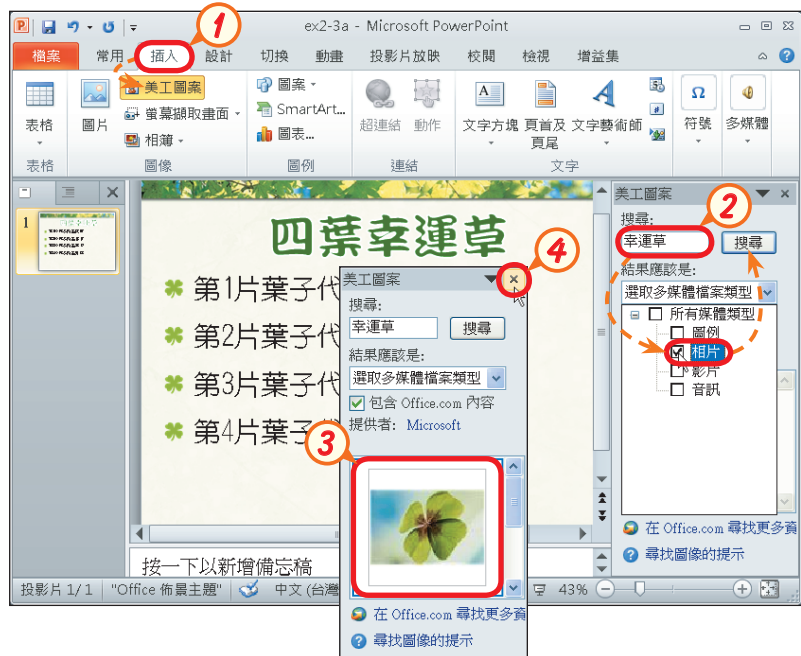 ex2-3a - Microsoft PowerPoint
1
檔案 常用 插入 設計 切換 動畫 投影片放映 校閱 檢視 增益集
表格
表格
圖片
美工圖案
螢幕擷取畫面
相簿
圖像
圖案
SmartArt...
圖表...
圖例
超連結 動作
連結
文字方塊 頁首及頁尾 文字藝術師
文字
符號 多媒體
1
四葉幸運草
第1片葉子代
第2片葉子代
第3片葉子代
第4片葉子
按一下以新增備忘稿
美工圖案
2
搜尋:
幸運草 搜尋
結果應該是:
選取多媒體檔案類型
所有媒體類型
圖例
相片
影片
音訊
在 Office.com 尋找更多資
尋找圖像的提示
4
美工圖案
搜尋:
幸運草 搜尋
結果應該是:
選取多媒體檔案類型
包含 Office.com 內容
提供者: Microsoft
3
在 Office.com 尋找更多資
尋找圖像的提示
投影片 1/1 "Office 佈景主題" 中文 (台灣 43%